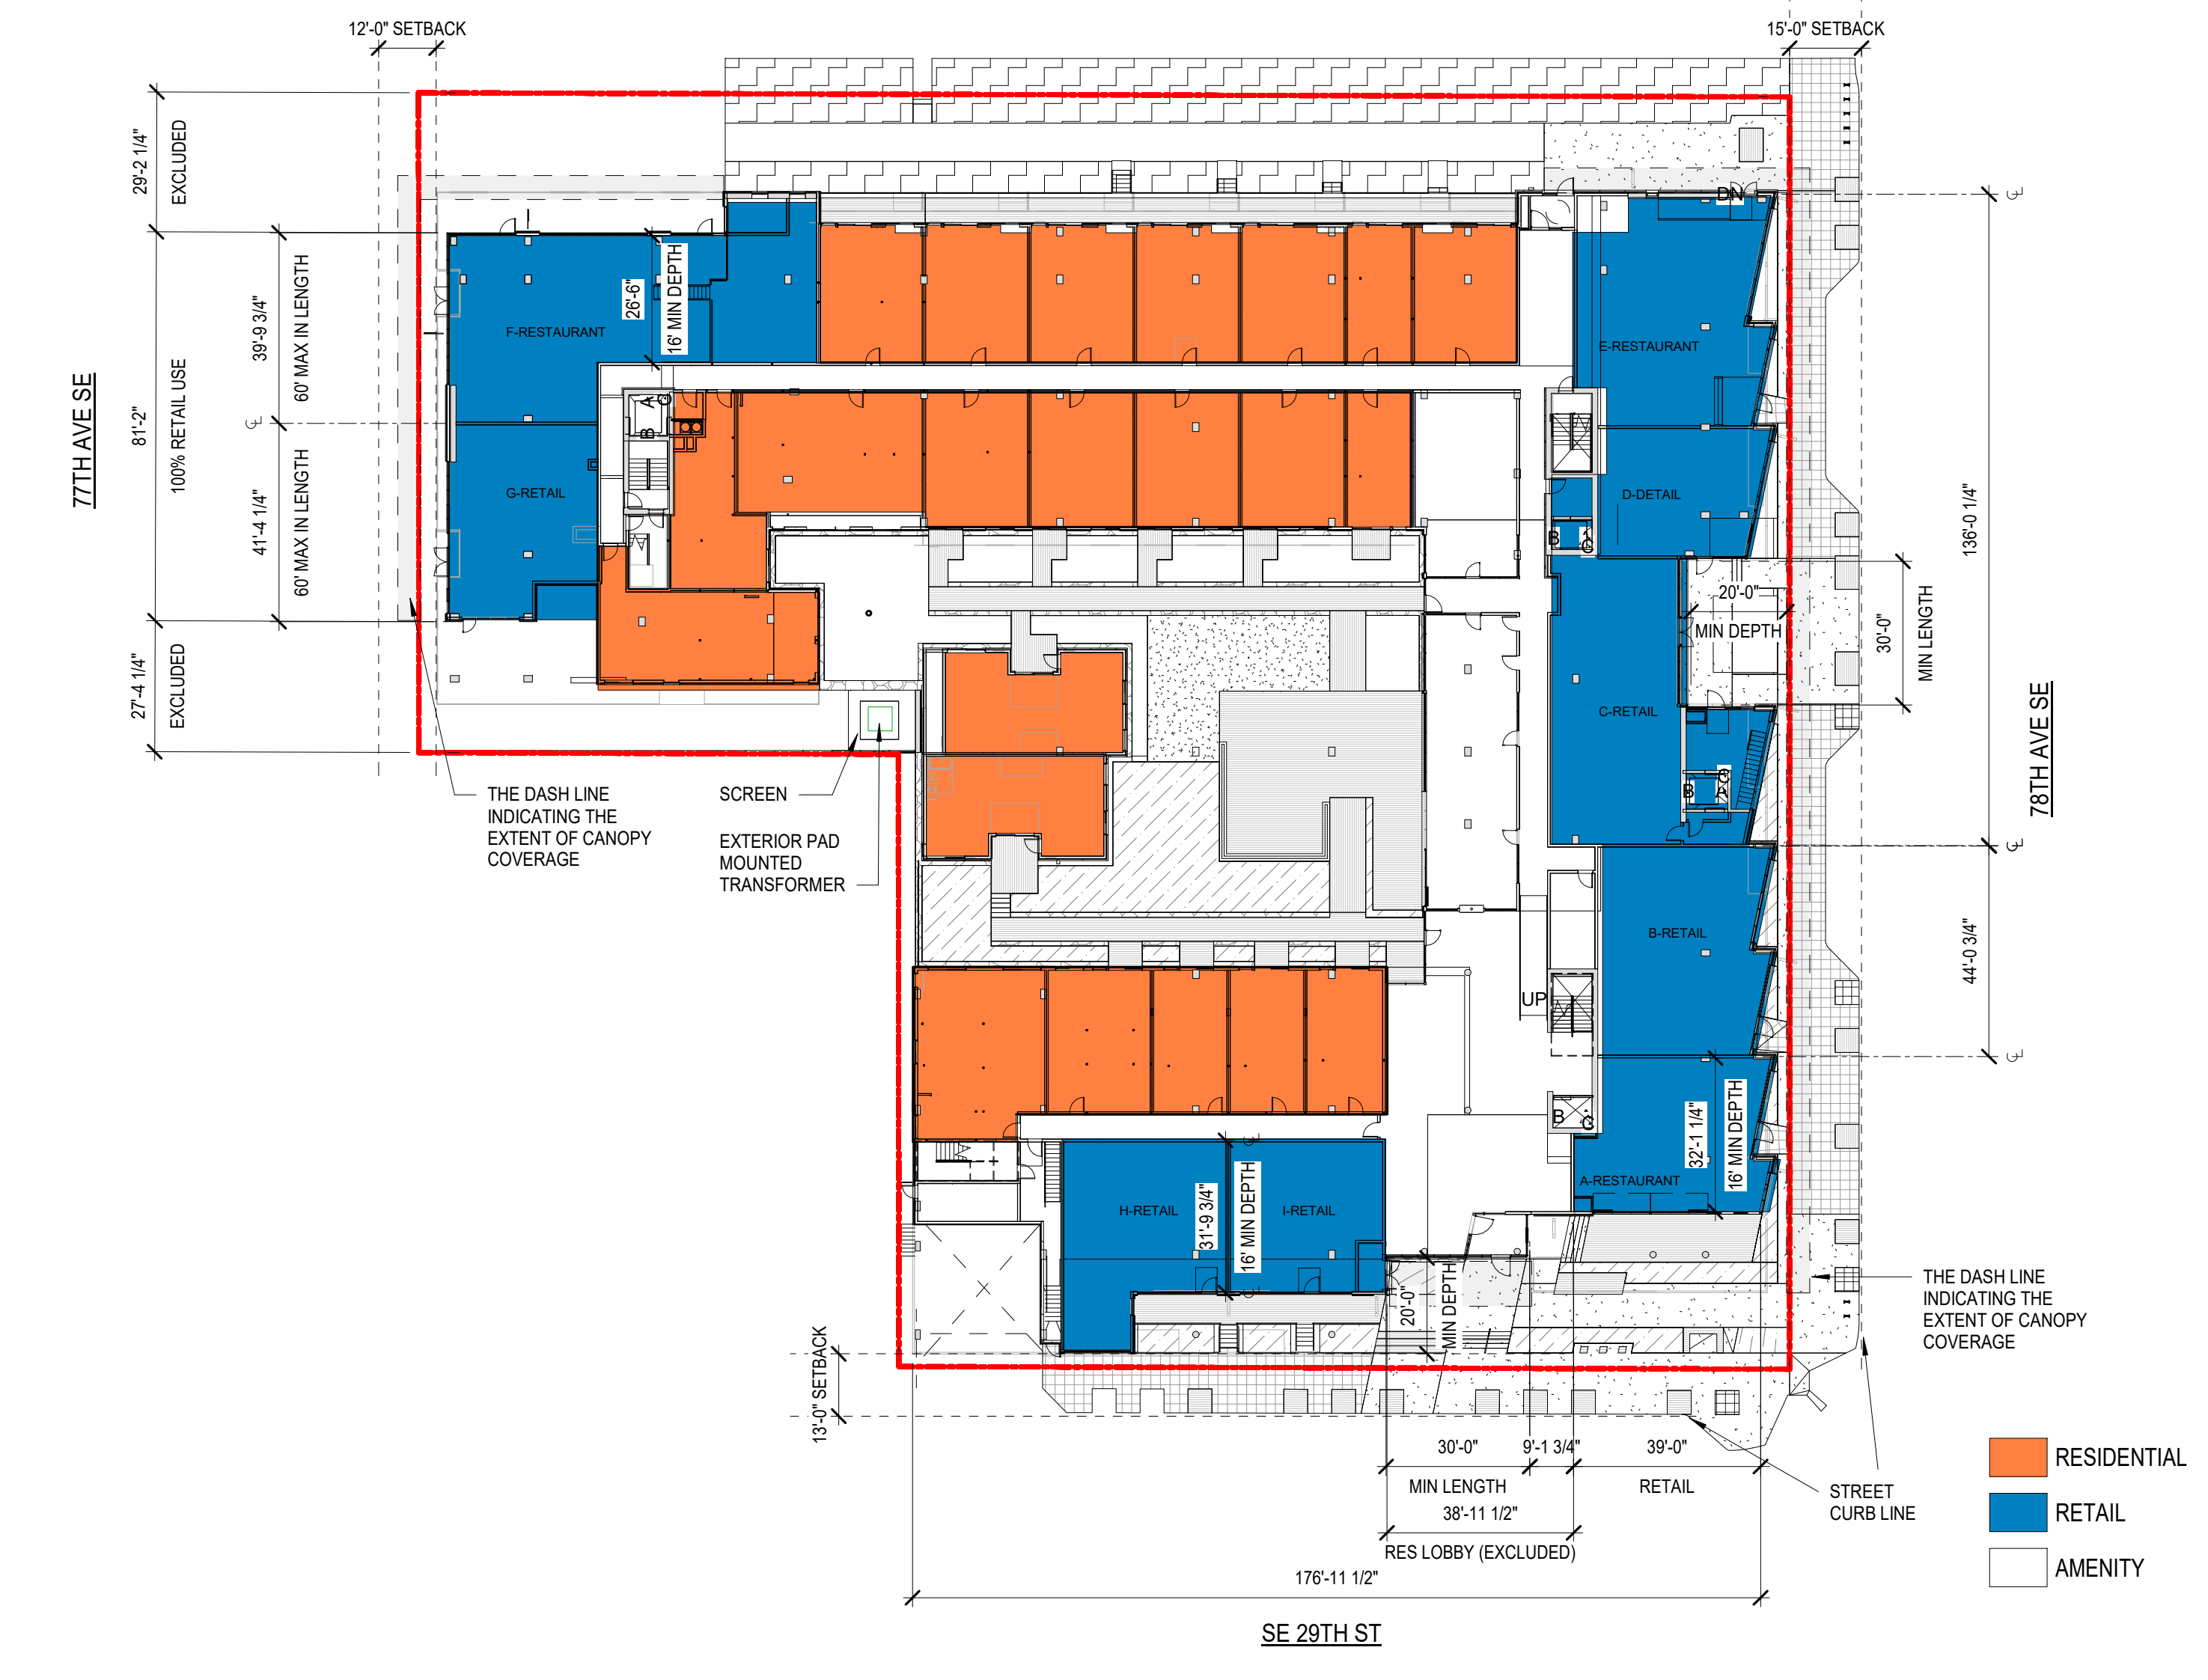 12'-0" SETBACK
15'-0" SETBACK
29'-2 1/4"
EXCLUDED
77TH AVE SE
81'-2"
100% RETAIL USE
39'-9 3/4"
60' MAX IN LENGTH
41'-4 1/4"
60' MAX IN LENGTH
27'-4 1/4"
EXCLUDED
F-RESTAURANT
26'-6"
16' MIN DEPTH
G-RETAIL
B
A
C
DN
E-RESTAURANT
D-DETAIL
B
A
C
C-RETAIL
20'-0"
MIN DEPTH
30'-0"
MIN LENGTH
136'-0 1/4"
78TH AVE SE
B
A
C
B-RETAIL
44'-0 3/4"
UP
B
A
C
32'-1 1/4"
16' MIN DEPTH
A-RESTAURANT
THE DASH LINE
INDICATING THE
EXTENT OF CANOPY
COVERAGE
SCREEN
EXTERIOR PAD
MOUNTED
TRANSFORMER
H-RETAIL
31'-9 3/4"
16' MIN DEPTH
I-RETAIL
20'-0"
MIN DEPTH
THE DASH LINE
INDICATING THE
EXTENT OF CANOPY
COVERAGE
13'-0" SETBACK
30'-0"
9'-1 3/4"
39'-0"
MIN LENGTH
RETAIL
38'-11 1/2"
RES LOBBY (EXCLUDED)
176'-11 1/2"
STREET
CURB LINE
SE 29TH ST
RESIDENTIAL
RETAIL
AMENITY